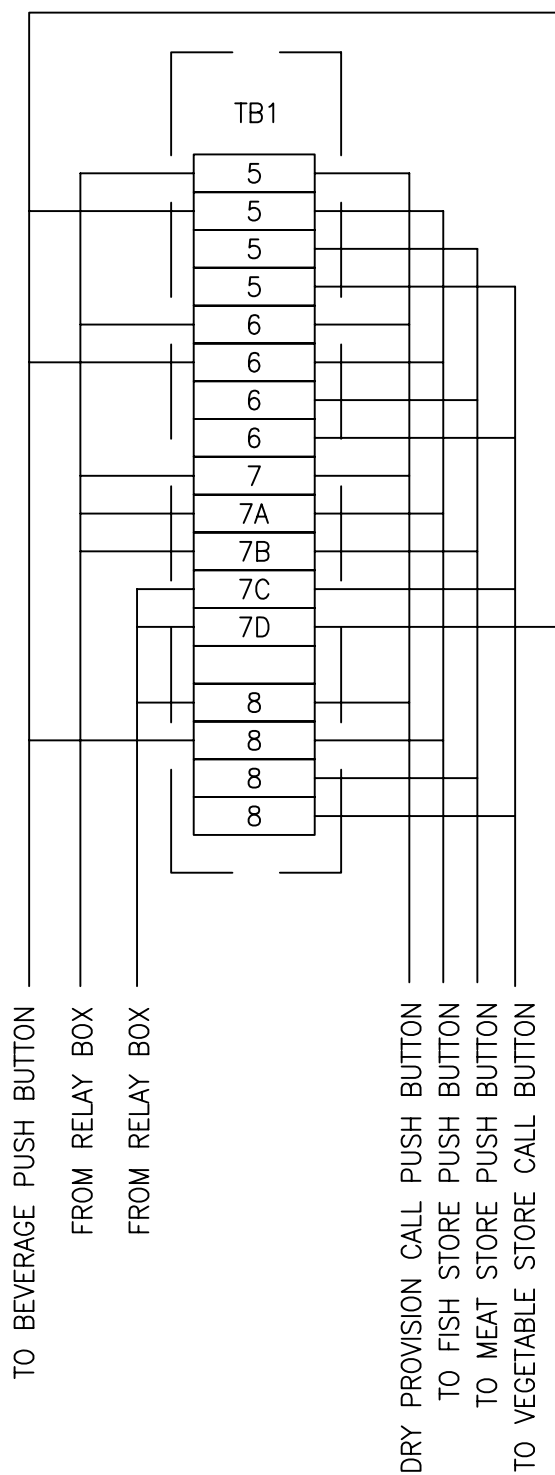 TB1
5
5
5
5
6
6
6
6
7
7A
7B
7C
7D
8
8
8
8
TO BEVERAGE PUSH BUTTON
FROM RELAY BOX
FROM RELAY BOX
DRY PROVISION CALL PUSH BUTTON
TO FISH STORE PUSH BUTTON
TO MEAT STORE PUSH BUTTON
TO VEGETABLE STORE CALL BUTTON